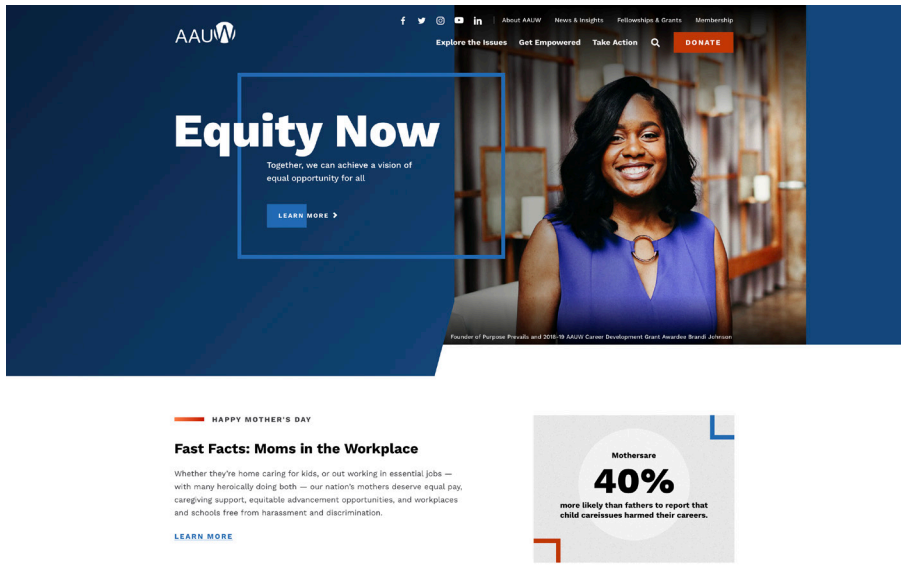 AAUW
About AAUW
News & Insights
Fellowships & Grants
Membership
Explore the Issues
Get Empowered
Take Action
DONATE
Equity Now
Together, we can achieve a vision of
equal opportunity for all
LEARN MORE
Founder of Purpose Prevails and 2018-19 AAUW Career Development Grant Awardee Brandi Johnson
HAPPY MOTHER'S DAY
Fast Facts: Moms in the Workplace
Whether they're home caring for kids, or out working in essential jobs —
with many heroically doing both — our nation's mothers deserve equal pay,
caregiving support, equitable advancement opportunities, and workplaces
and schools free from harassment and discrimination.
LEARN MORE
Mothersare
40%
more likely than fathers to report that
child careissues harmed their careers.